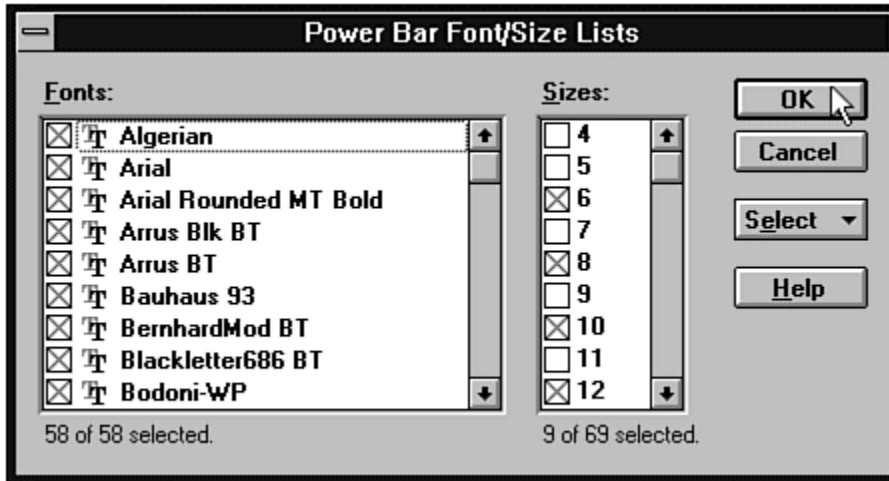 Power Bar Font/Size Lists
Fonts:
Algerian
Arial
Arial Rounded MT Bold
Arrus Blk BT
Arrus BT
Bauhaus 93
BernhardMod BT
Blackletter686 BT
Bodoni-WP
58 of 58 selected.
Sizes:
4
5
6
7
8
9
10
11
12
9 of 69 selected.
OK
Cancel
Select
Help